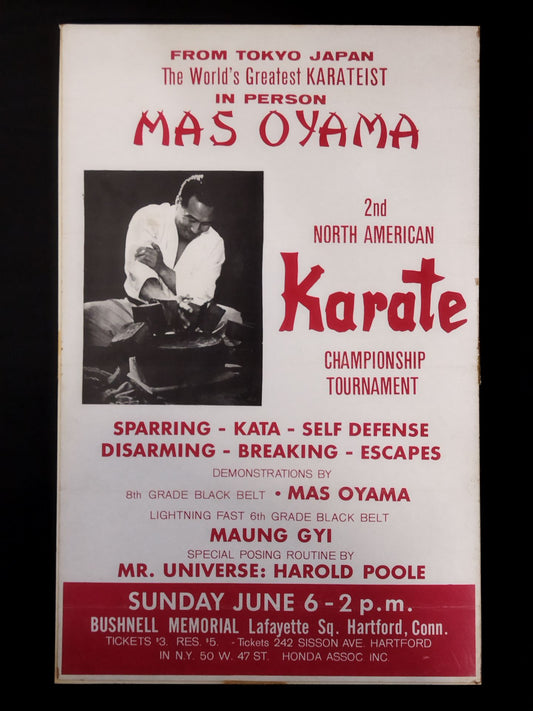 FROM TOKYO JAPAN
The World's Greatest KARATEIST
IN PERSON
MAS OYAMA
2nd
NORTH AMERICAN
Karate
CHAMPIONSHIP
TOURNAMENT
SPARRING - KATA - SELF DEFENSE
DISARMING - BREAKING - ESCAPES
DEMONSTRATIONS BY
8th GRADE BLACK BELT • MAS OYAMA
LIGHTNING FAST 6th GRADE BLACK BELT
MAUNG GYI
SPECIAL POSING ROUTINE BY
MR. UNIVERSE: HAROLD POOLE
SUNDAY JUNE 6 - 2 p.m.
BUSHNELL MEMORIAL Lafayette Sq. Hartford, Conn.
TICKETS $3. RES. $5. - Tickets 242 SISSON AVE. HARTFORD
IN N.Y. 50 W. 47 ST. HONDA ASSOC INC.